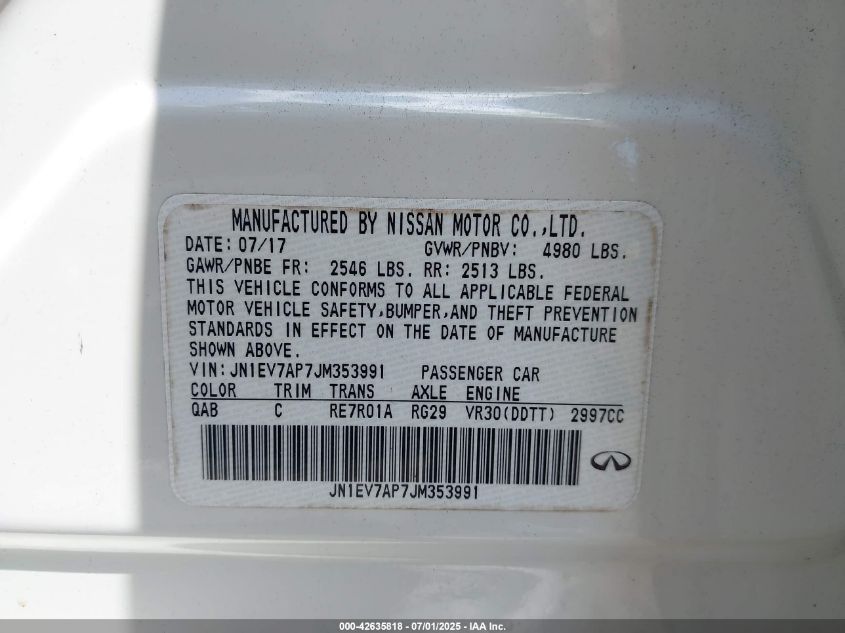 MANUFACTURED BY NISSAN MOTOR CO.,LTD.
DATE: 07/17 GVWR/PNBV: 4980 LBS.
GAWR/PNBE FR: 2546 LBS. RR: 2513 LBS.
THIS VEHICLE CONFORMS TO ALL APPLICABLE FEDERAL
MOTOR VEHICLE SAFETY,BUMPER,AND THEFT PREVENTION
STANDARDS IN EFFECT ON THE DATE OF MANUFACTURE
SHOWN ABOVE.
VIN:JN1EV7AP7JM353991 PASSENGER CAR
COLOR TRIM TRANS AXLE ENGINE
QAB C RE7R01A RG29 VR30(DDTT) 2997CC
JN1EV7AP7JM353991
000-42635818 - 07/01/2025 - IAA Inc.